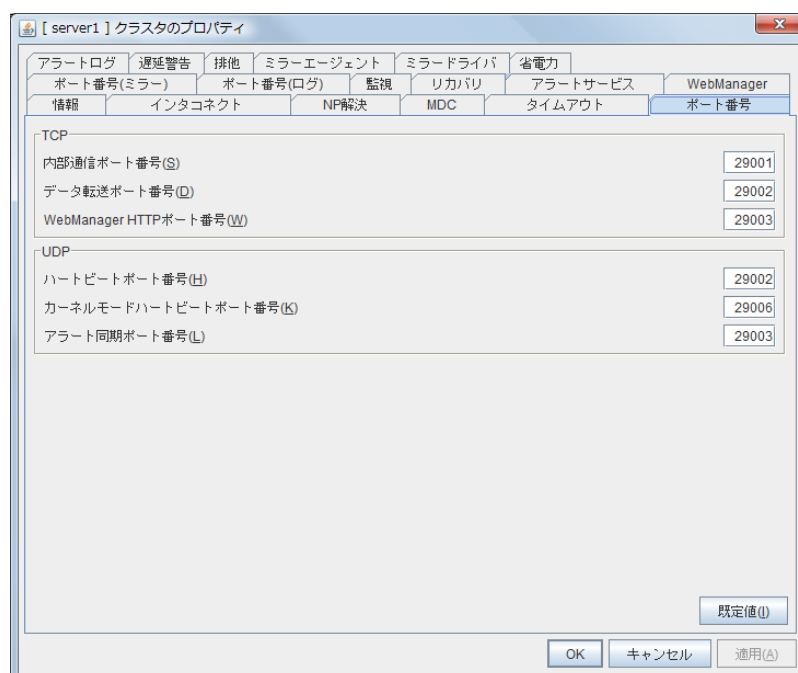 [ server1 ] クラスタのプロパティ
アラートログ 遅延警告 排他 ミラーエージェント ミラードライバ 省電力
ポート番号(ミラー) ポート番号(ログ) 監視 リカバリ アラートサービス WebManager
情報 インタコネクト NP解決 MDC タイムアウト ポート番号
TCP
内部通信ポート番号(S) 29001
データ転送ポート番号(D) 29002
WebManager HTTPポート番号(W) 29003
UDP
ハートビートポート番号(H) 29002
カーネルモードハートビートポート番号(K) 29006
アラート同期ポート番号(L) 29003
既定値(I)
OK キャンセル 適用(A)